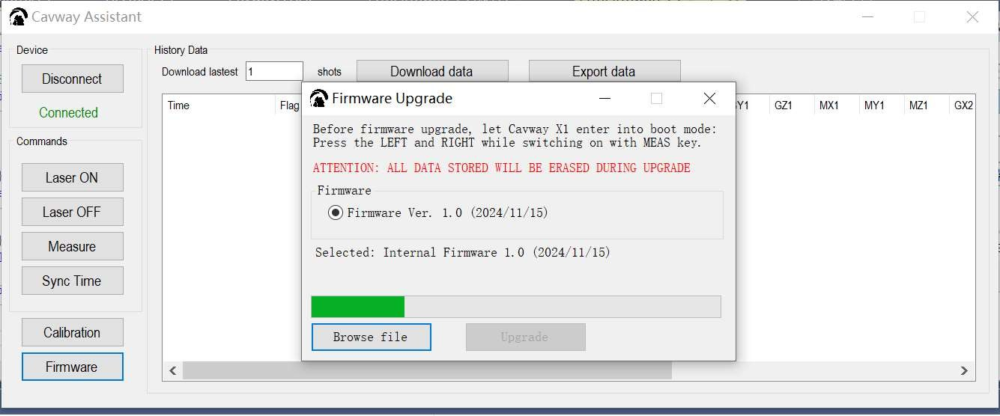 Cavway Assistant
Device
Disconnect
Connected
Commands
Laser ON
Laser OFF
Measure
Sync Time
Calibration
Firmware
History Data
Download lastest 1 shots Download data Export data
Time Flag GZ1 MX1 MY1 MZ1 GX2
Firmware Upgrade
Before firmware upgrade, let Cavway X1 enter into boot mode:
Press the LEFT and RIGHT while switching on with MEAS key.
ATTENTION: ALL DATA STORED WILL BE ERASED DURING UPGRADE
Firmware
Firmware Ver. 1.0 (2024/11/15)
Selected: Internal Firmware 1.0 (2024/11/15)
Browse file Upgrade